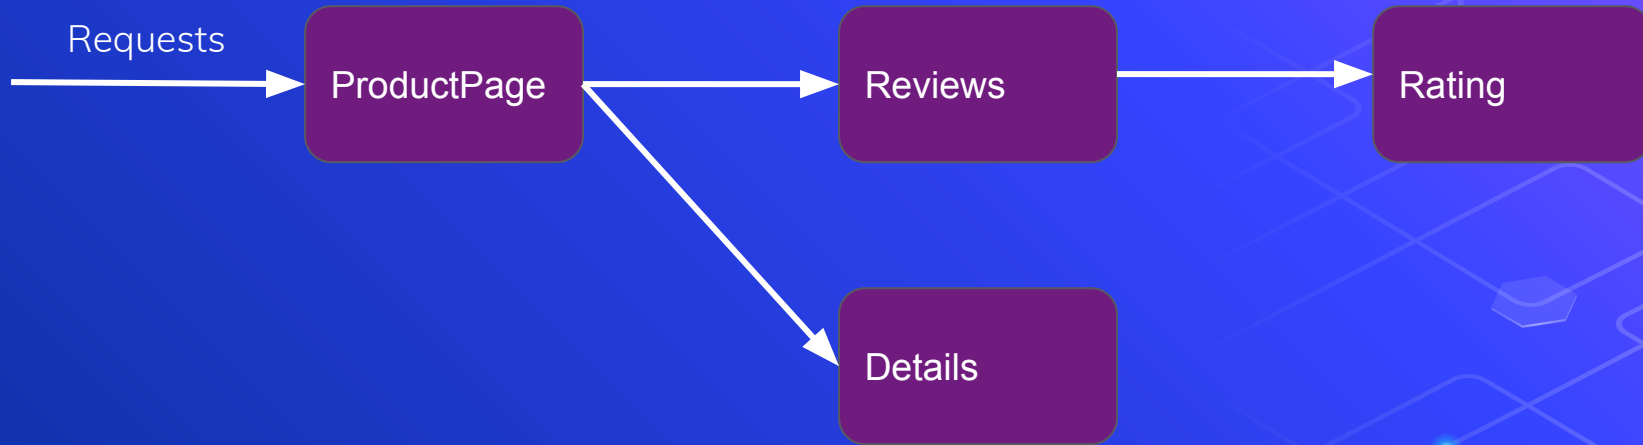 Requests
ProductPage
Reviews
Rating
Details